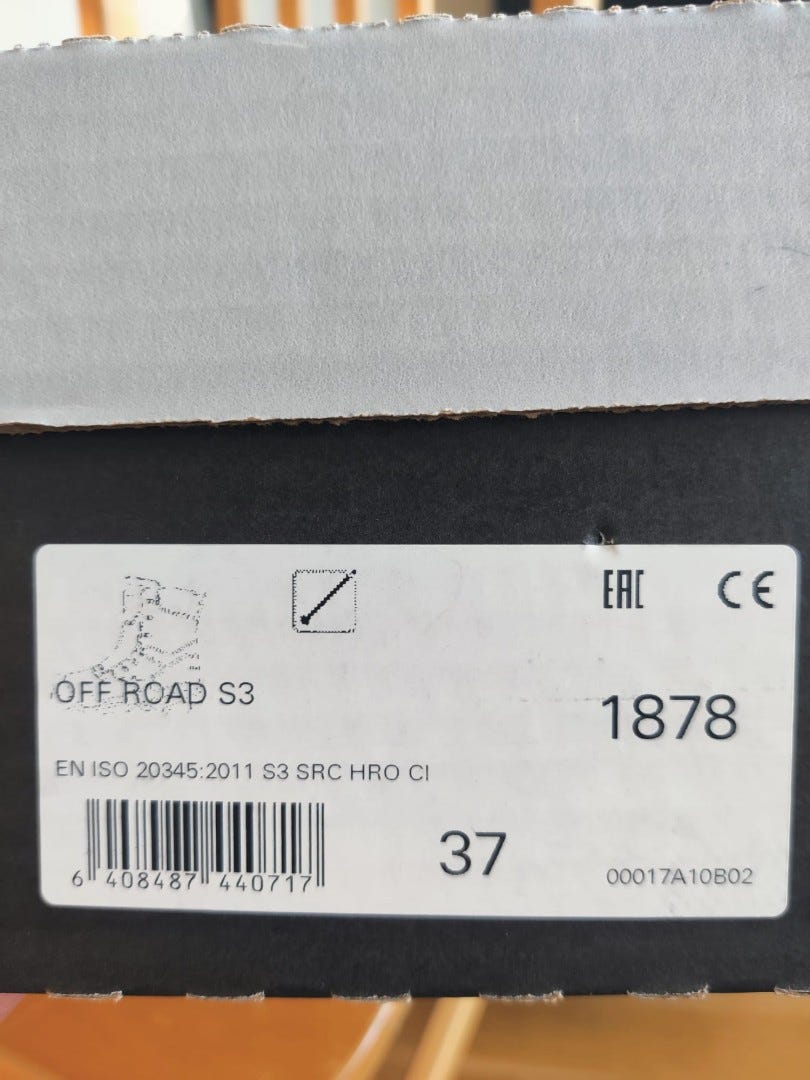 EAC CE
OFF ROAD S3
1878
EN ISO 20345:2011 S3 SRC HRO CI
6 408487 440717
37
00017A10B02